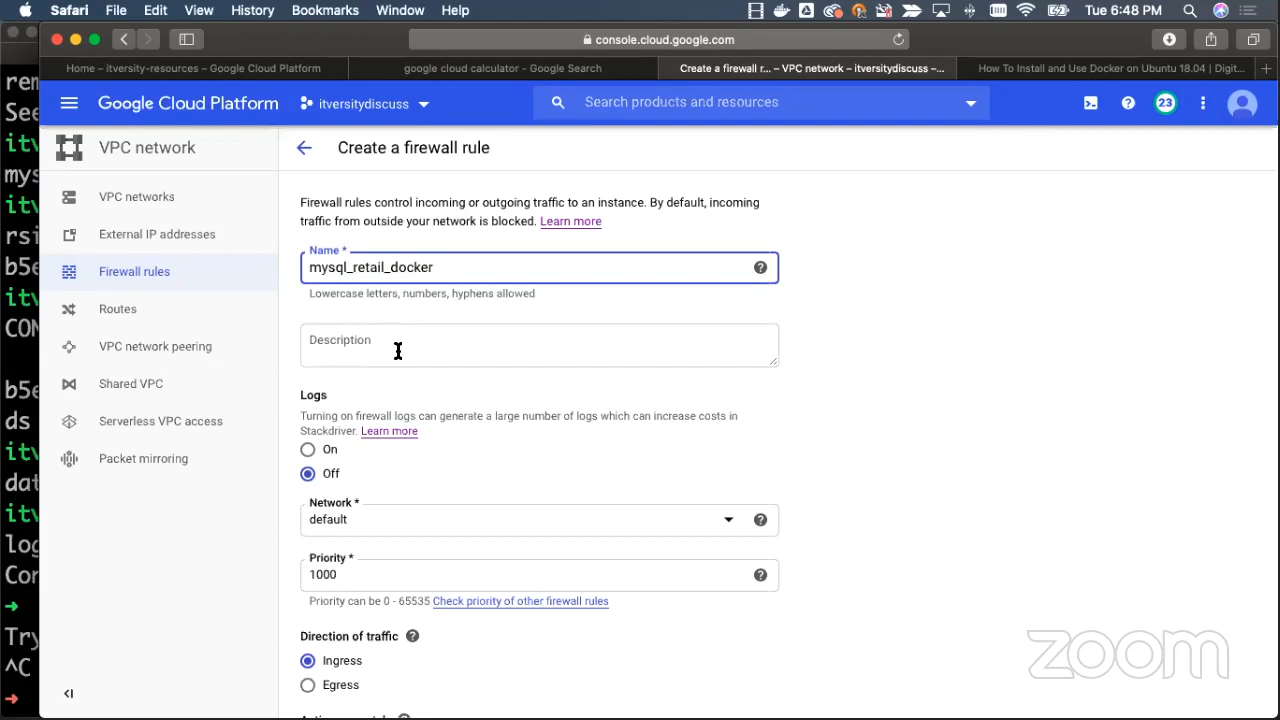 Safari File Edit View History Bookmarks Window Help Tue 6:48 PM
console.cloud.google.com
Home – itversity-resources – Google Cloud Platform google cloud calculator - Google Search Create a firewall r... – VPC network – itversitydiscuss –... How To Install and Use Docker on Ubuntu 18.04 | Digit...
Google Cloud Platform itversitydiscuss Search products and resources 23
VPC network
Create a firewall rule
VPC networks
External IP addresses
Firewall rules
Routes
VPC network peering
Shared VPC
Serverless VPC access
Packet mirroring
Firewall rules control incoming or outgoing traffic to an instance. By default, incoming
traffic from outside your network is blocked. Learn more
Name *
mysql_retail_docker
Lowercase letters, numbers, hyphens allowed
Description
Logs
Turning on firewall logs can generate a large number of logs which can increase costs in
Stackdriver. Learn more
On
Off
Network *
default
Priority *
1000
Priority can be 0 - 65535 Check priority of other firewall rules
Direction of traffic
Ingress
Egress
zoom
rem
See
itv
mys
itv
rsi
b5e
itv
CON
b5e
ds
itv
dat
itv
log
Con
Try
^C